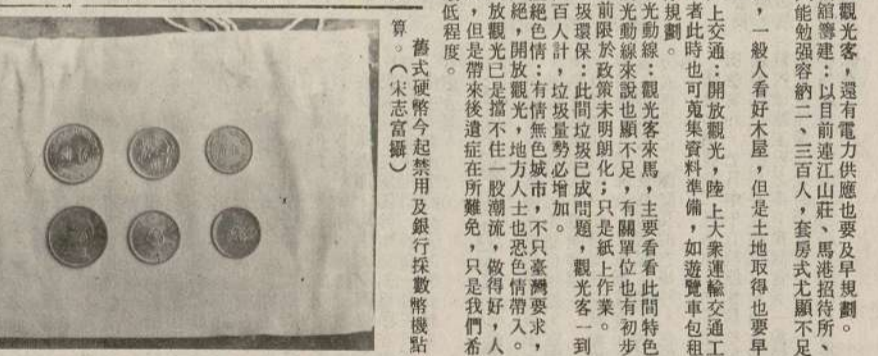 觀光客，還有電力供應也要及早規劃。
舘籌建：以目前連江山莊、馬港招待所、
能勉强容納二、三百人，套房式尤顯不足
，一般人看好木屋，但是土地取得也要早
上交通：開放觀光，陸上大衆運輸交通工
者此時也可蒐集資料準備，如遊覽車包租
規劃。
光動線：觀光客來馬，主要看看此間特色
光動線來說也顯不足，有關單位也有初步
前限於政策未明朗化；只是紙上作業。
圾環保：此間垃圾已成問題，觀光客一到
百人計，垃圾量勢必增加。
絕色情：有情無色城市，不只臺灣要求，
絕，開放觀光，地方人士也恐色情帶入。
放觀光已是擋不住一股潮流，做得好，人
，但是帶來後遺症在所難免，只是我們希
低程度。
舊式硬幣今起禁用及銀行採數幣機點
算。（宋志富攝）